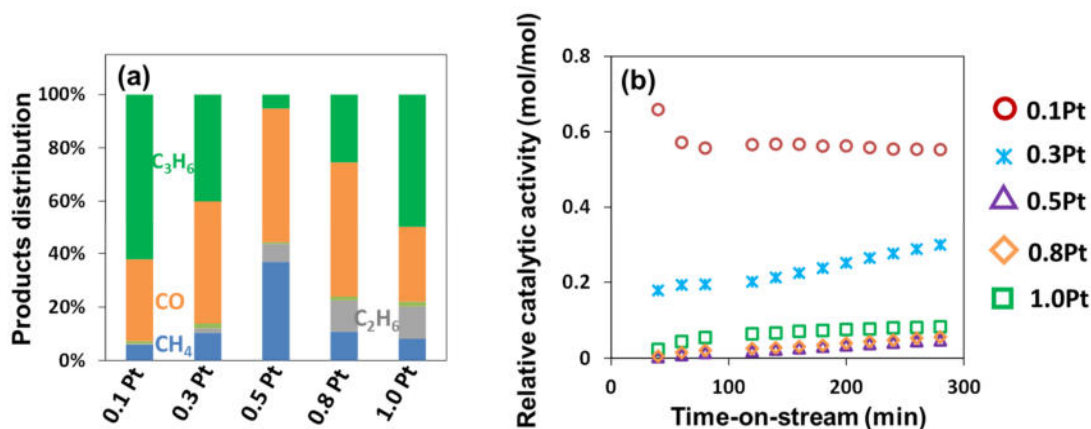 (a)
Products distribution
100%
80%
60%
40%
20%
0%
C₃H₆
CO
CH₄
C₂H₆
0.1 Pt
0.3 Pt
0.5 Pt
0.8 Pt
1.0 Pt
(b)
Relative catalytic activity (mol/mol)
0.8
0.6
0.4
0.2
0
0
100
200
300
Time-on-stream (min)
0.1Pt
0.3Pt
0.5Pt
0.8Pt
1.0Pt